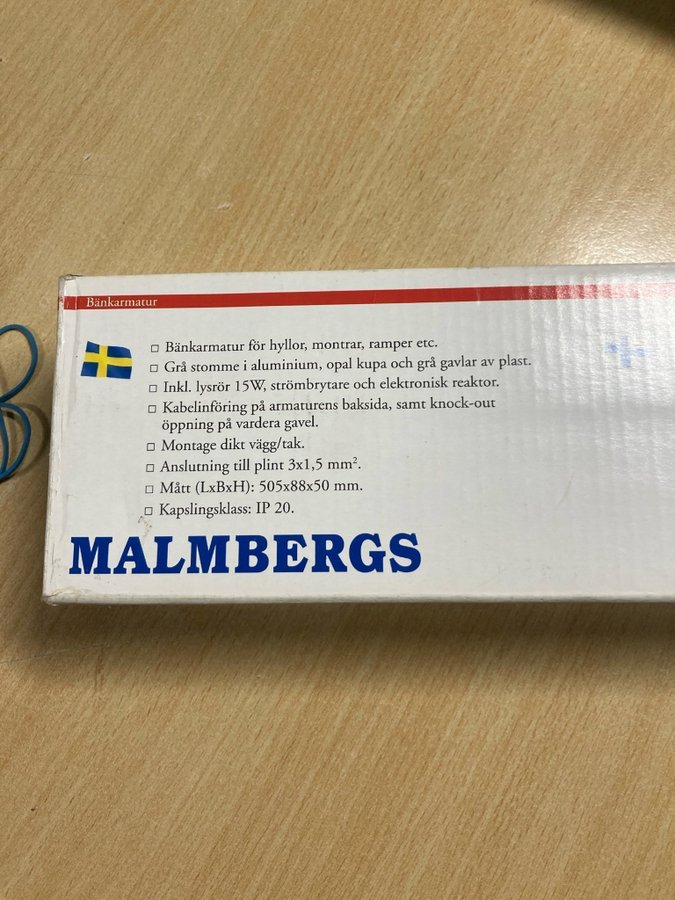 Bänkarmatur
□ Bänkarmatur för hyllor, montrar, ramper etc.
□ Grå stomme i aluminium, opal kupa och grå gavlar av plast.
□ Inkl. lysrör 15W, strömbrytare och elektronisk reaktor.
□ Kabelinföring på armaturens baksida, samt knock-out
öppning på vardera gavel.
□ Montage dikt vägg/tak.
□ Anslutning till plint 3x1,5 mm².
□ Mått (LxBxH): 505x88x50 mm.
□ Kapslingsklass: IP 20.
MALMBERGS